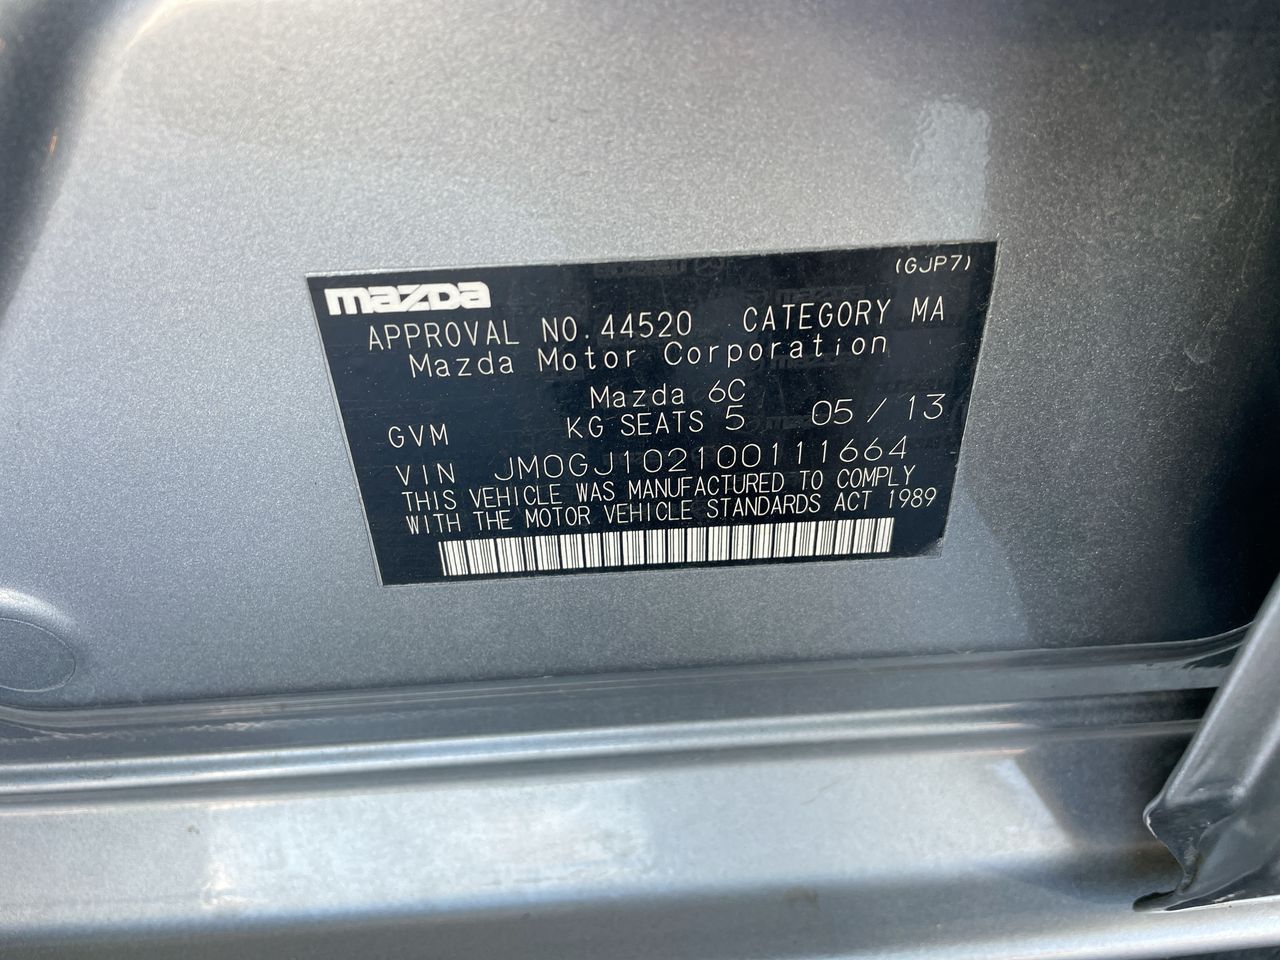 mazda (GJP7)
APPROVAL NO.44520 CATEGORY MA
Mazda Motor Corporation
Mazda 6C
GVM KG SEATS 5 05/13
VIN JM0GJ102100111664
THIS VEHICLE WAS MANUFACTURED TO COMPLY
WITH THE MOTOR VEHICLE STANDARDS ACT 1989